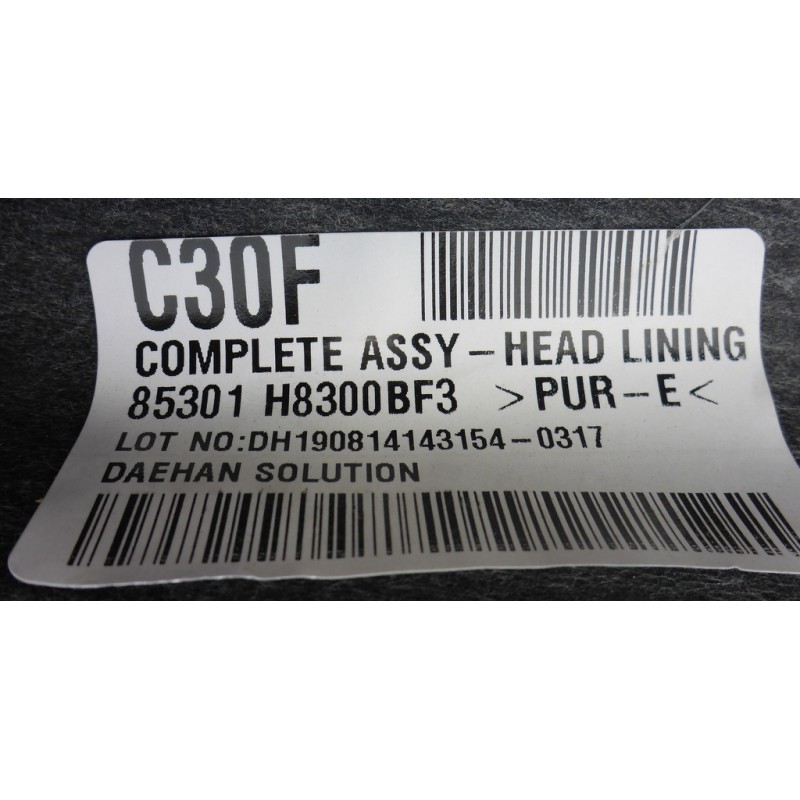 C30F
COMPLETE ASSY-HEAD LINING
85301 H8300BF3 >PUR-E<
LOT NO:DH190814143154-0317
DAEHAN SOLUTION